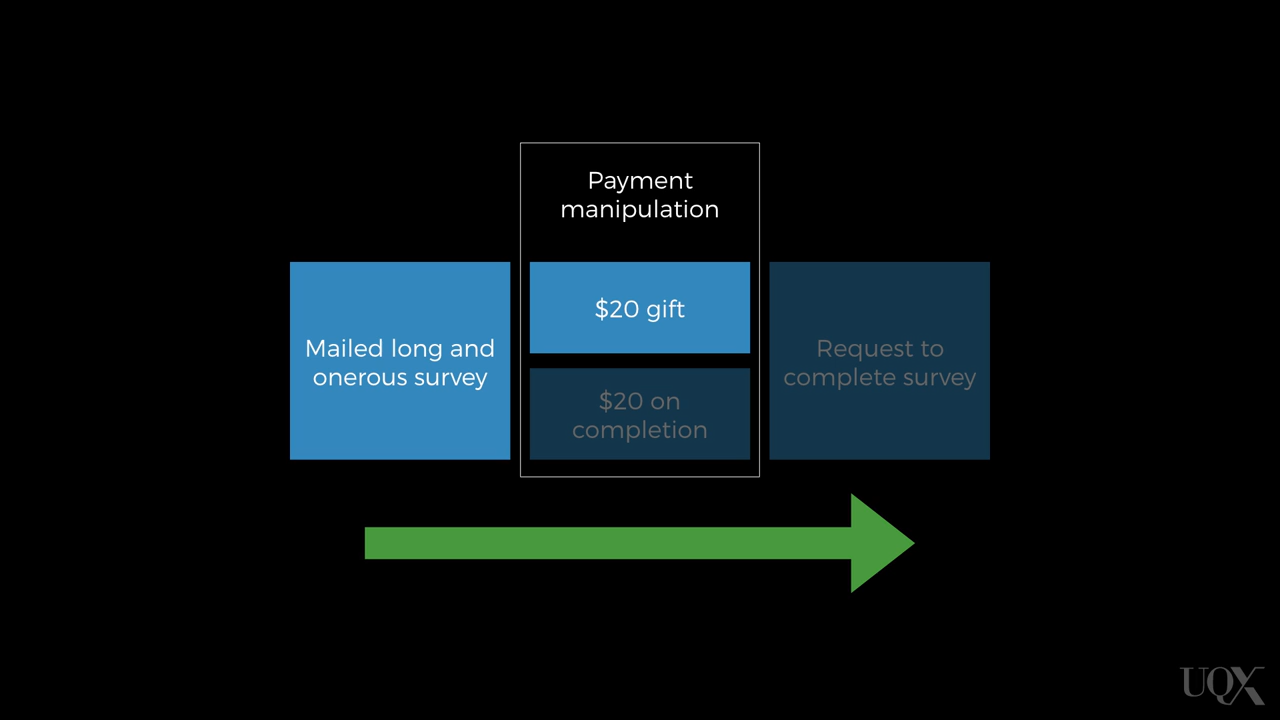 Payment
manipulation
Mailed long and
onerous survey
$20 gift
$20 on
completion
Request to
complete survey
UQX